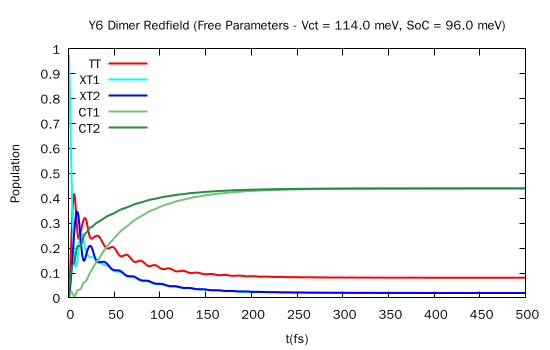 Y6 Dimer Redfield (Free Parameters - Vct = 114.0 meV, SoC = 96.0 meV)
1
0.9
0.8
0.7
0.6
0.5
0.4
0.3
0.2
0.1
0
Population
TT
XT1
XT2
CT1
CT2
0 50 100 150 200 250 300 350 400 450 500
t(fs)